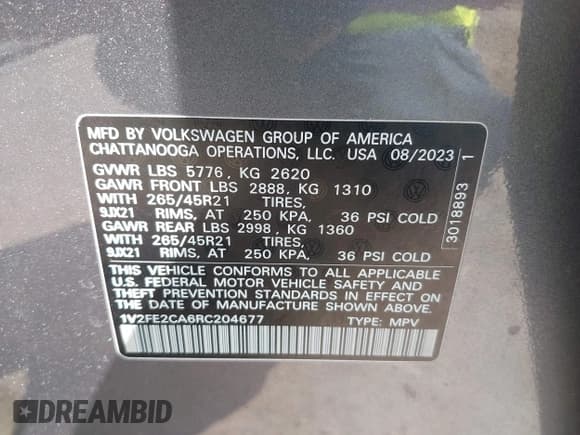 MFD BY VOLKSWAGEN GROUP OF AMERICA
CHATTANOOGA OPERATIONS, LLC. USA 08/2023
GVWR LBS 5776, KG 2620
GAWR FRONT LBS 2888, KG 1310
WITH 265/45R21 TIRES,
9JX21 RIMS, AT 250 KPA, 36 PSI COLD
GAWR REAR LBS 2998, KG 1360
WITH 265/45R21 TIRES,
9JX21 RIMS, AT 250 KPA, 36 PSI COLD
THIS VEHICLE CONFORMS TO ALL APPLICABLE
U.S. FEDERAL MOTOR VEHICLE SAFETY AND
THEFT PREVENTION STANDARDS IN EFFECT ON
THE DATE OF MANUFACTURE SHOWN ABOVE.
1V2FE2CA6RC204677 TYPE: MPV
3018893 1
DREAMBID